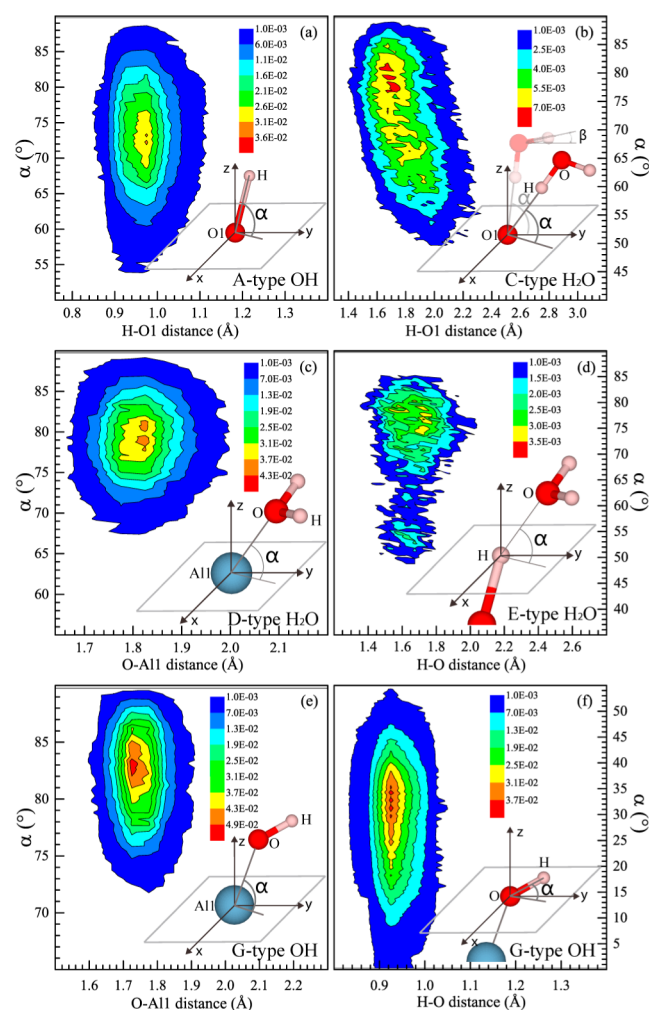 (a)
85
80
75
70
65
60
55
α (°)
1.0E-03
6.0E-03
1.1E-02
1.6E-02
2.1E-02
2.6E-02
3.1E-02
3.6E-02
z
H
α
O1
y
x
A-type OH
0.8 0.9 1.0 1.1 1.2 1.3
H-O1 distance (Å)
(b)
1.0E-03
2.5E-03
4.0E-03
5.5E-03
7.0E-03
85
80
75
70
65
60
55
50
45
α (°)
β
z
O
H
α
α
O1
y
x
C-type H₂O
1.4 1.6 1.8 2.0 2.2 2.4 2.6 2.8 3.0
H-O1 distance (Å)
(c)
85
80
75
70
65
60
α (°)
1.0E-03
7.0E-03
1.3E-02
1.9E-02
2.5E-02
3.1E-02
3.7E-02
4.3E-02
z
O
H
α
Al1
y
x
D-type H₂O
1.7 1.8 1.9 2.0 2.1
O-Al1 distance (Å)
(d)
1.0E-03
1.5E-03
2.0E-03
2.5E-03
3.0E-03
3.5E-03
85
80
75
70
65
60
55
50
45
40
α (°)
z
O
α
H
y
x
E-type H₂O
1.4 1.6 1.8 2.0 2.2 2.4 2.6
H-O distance (Å)
(e)
85
80
75
70
α (°)
1.0E-03
7.0E-03
1.3E-02
1.9E-02
2.5E-02
3.1E-02
3.7E-02
4.3E-02
4.9E-02
H
O
z
α
Al1
y
x
G-type OH
1.5 1.6 1.7 1.8 1.9 2.0 2.1 2.2
O-Al1 distance (Å)
(f)
1.0E-03
7.0E-03
1.3E-02
1.9E-02
2.5E-02
3.1E-02
3.7E-02
50
45
40
35
30
25
20
15
10
5
α (°)
z
H
O
α
y
x
G-type OH
0.9 1.0 1.1 1.2 1.3
H-O distance (Å)